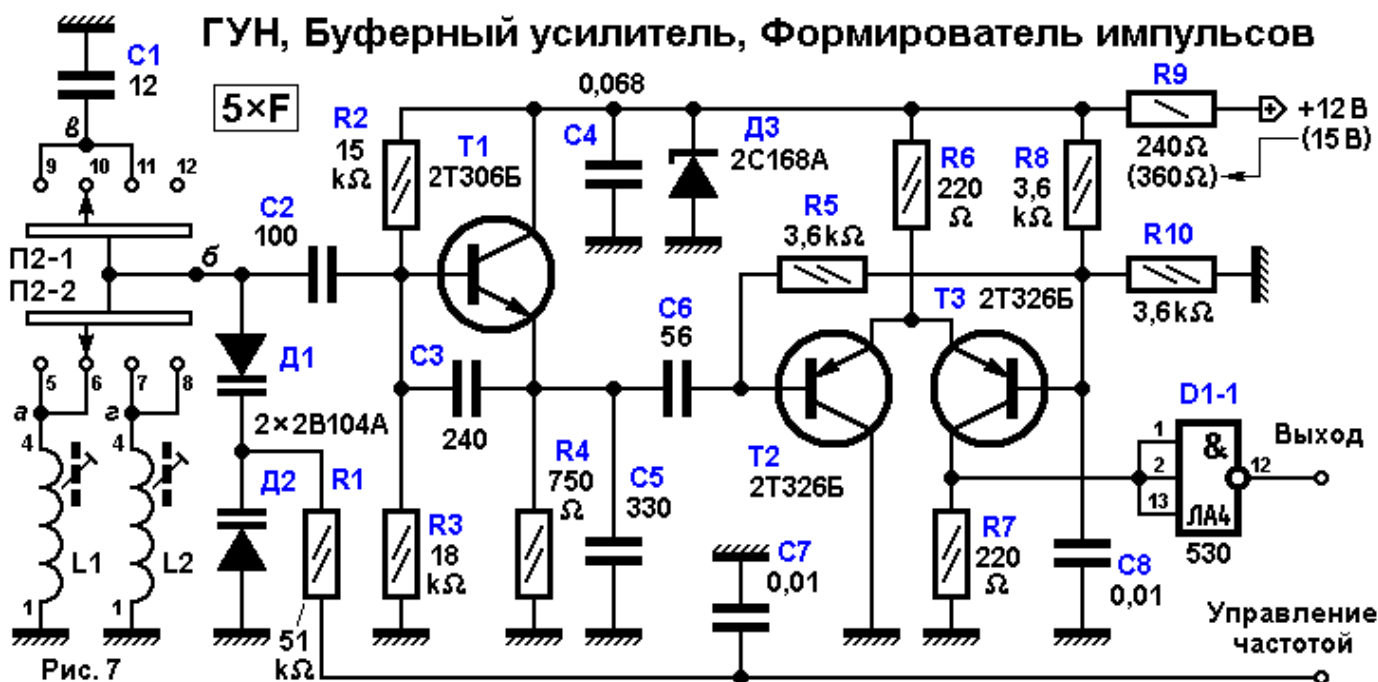 ГУН, Буферный усилитель, Формирователь импульсов
C1
12
в
9 10 11 12
5×F
R2
15
kΩ
T1
2Т306Б
0,068
C4
Д3
2С168А
R6
220
Ω
R8
3,6
kΩ
R9
240Ω
(360Ω)
+12 В
(15 В)
C2
100
П2-1
П2-2
б
R5
3,6kΩ
R10
3,6kΩ
T3 2Т326Б
C6
56
Д1
2×2В104А
C3
240
5 6 7 8
а
г
4
4
L1
L2
1
1
Д2
R1
51
kΩ
R3
18
kΩ
R4
750
Ω
C5
330
T2
2Т326Б
C7
0,01
R7
220
Ω
C8
0,01
D1-1
1
2
13
&
ЛА4
530
12
Выход
Управление
частотой
Рис. 7